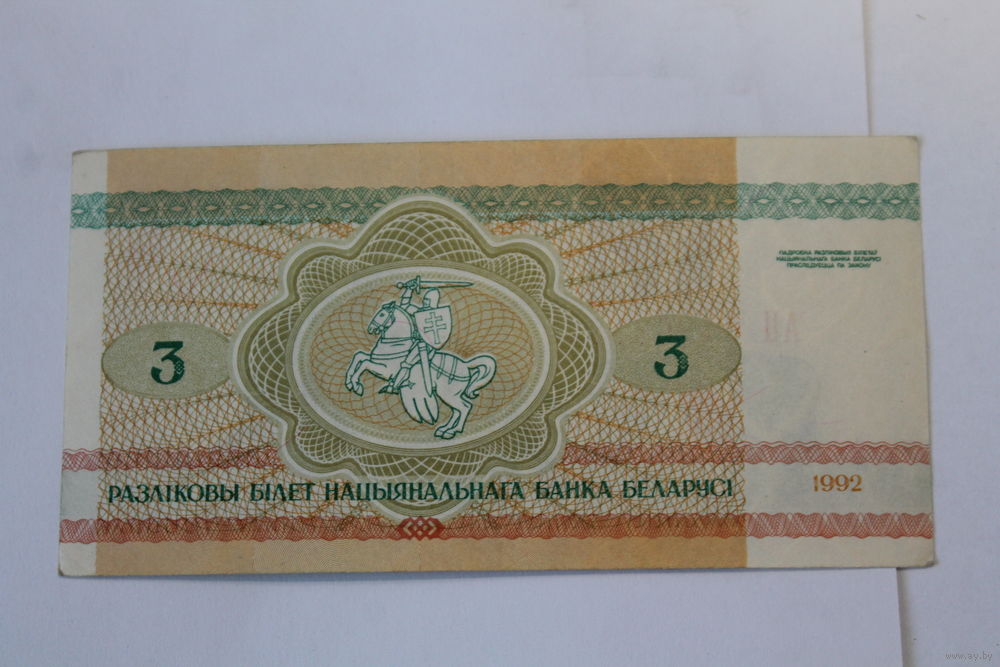 ПАДРОБКА РАЗЛІКОВЫХ БІЛЕТАЎ
НАЦЫЯНАЛЬНАГА БАНКА БЕЛАРУСІ
ПРАСЛЕДУЕЦЦА ПА ЗАКОНУ
3
3
РАЗЛІКОВЫ БІЛЕТ НАЦЫЯНАЛЬНАГА БАНКА БЕЛАРУСІ
1992
www.ay.by